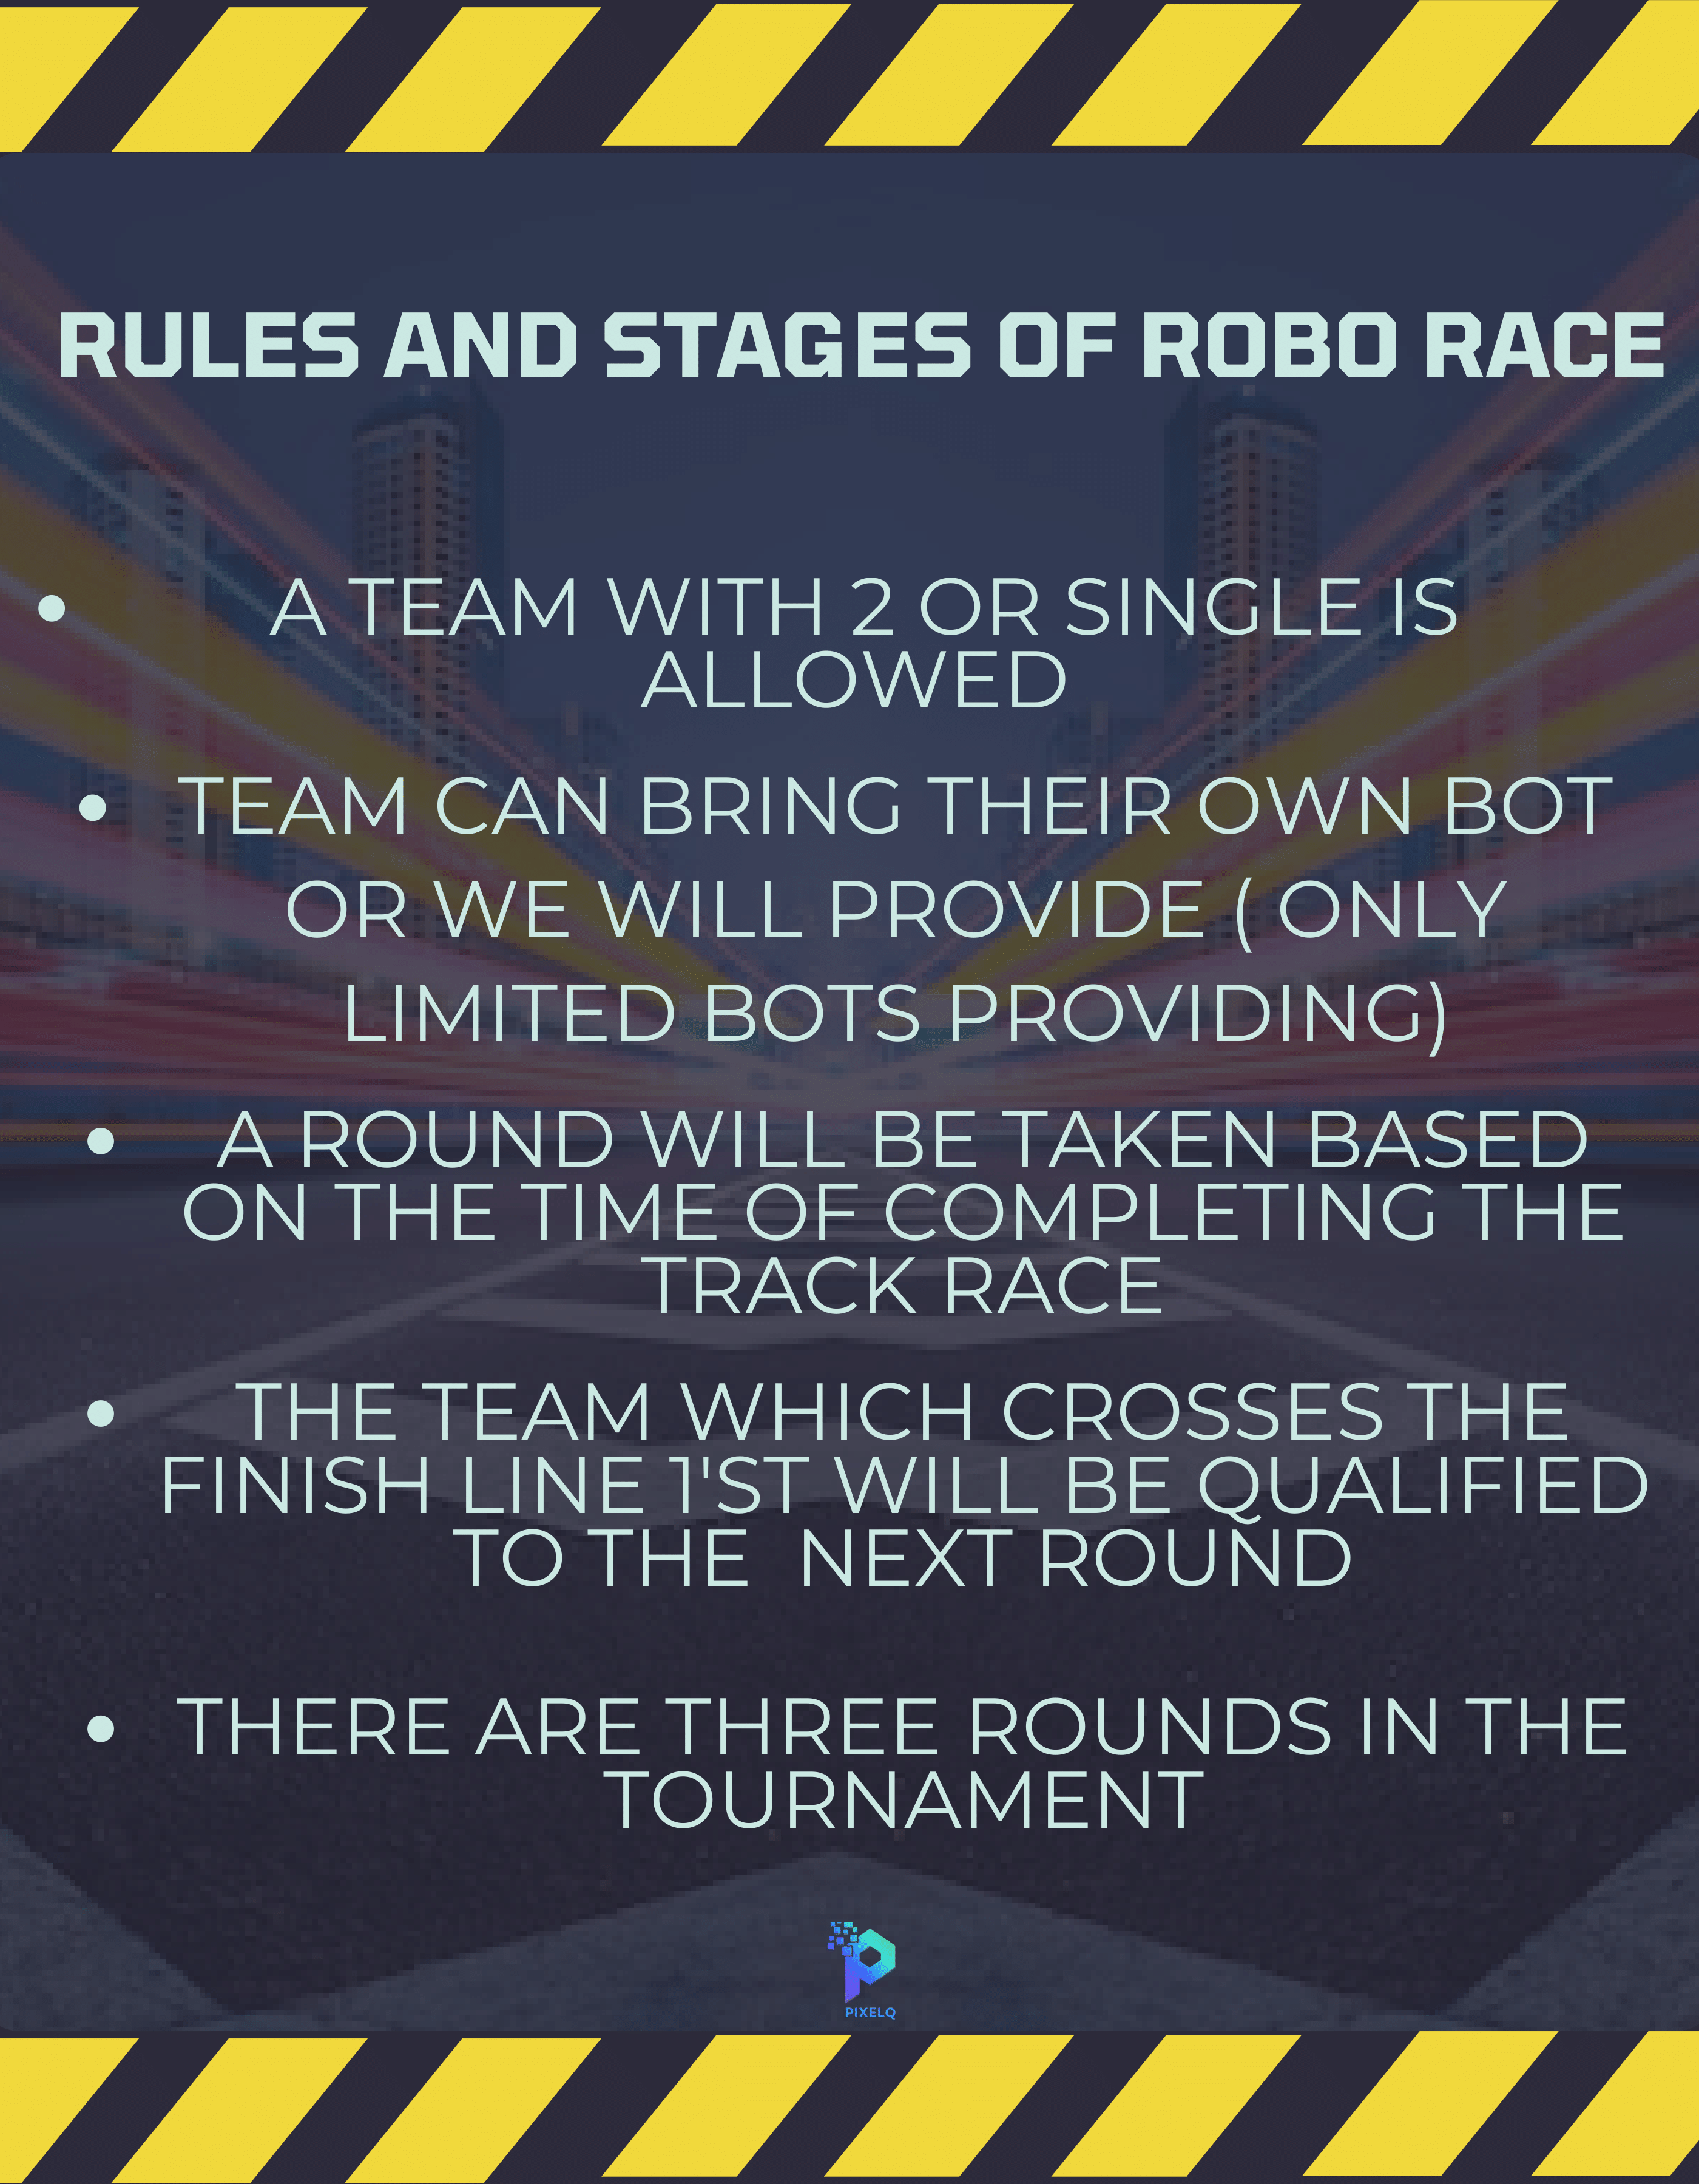 RULES AND STAGES OF ROBO RACE
• A TEAM WITH 2 OR SINGLE IS
ALLOWED
• TEAM CAN BRING THEIR OWN BOT
OR WE WILL PROVIDE ( ONLY
LIMITED BOTS PROVIDING)
• A ROUND WILL BE TAKEN BASED
ON THE TIME OF COMPLETING THE
TRACK RACE
• THE TEAM WHICH CROSSES THE
FINISH LINE 1'ST WILL BE QUALIFIED
TO THE  NEXT ROUND
• THERE ARE THREE ROUNDS IN THE
TOURNAMENT
PIXELQ